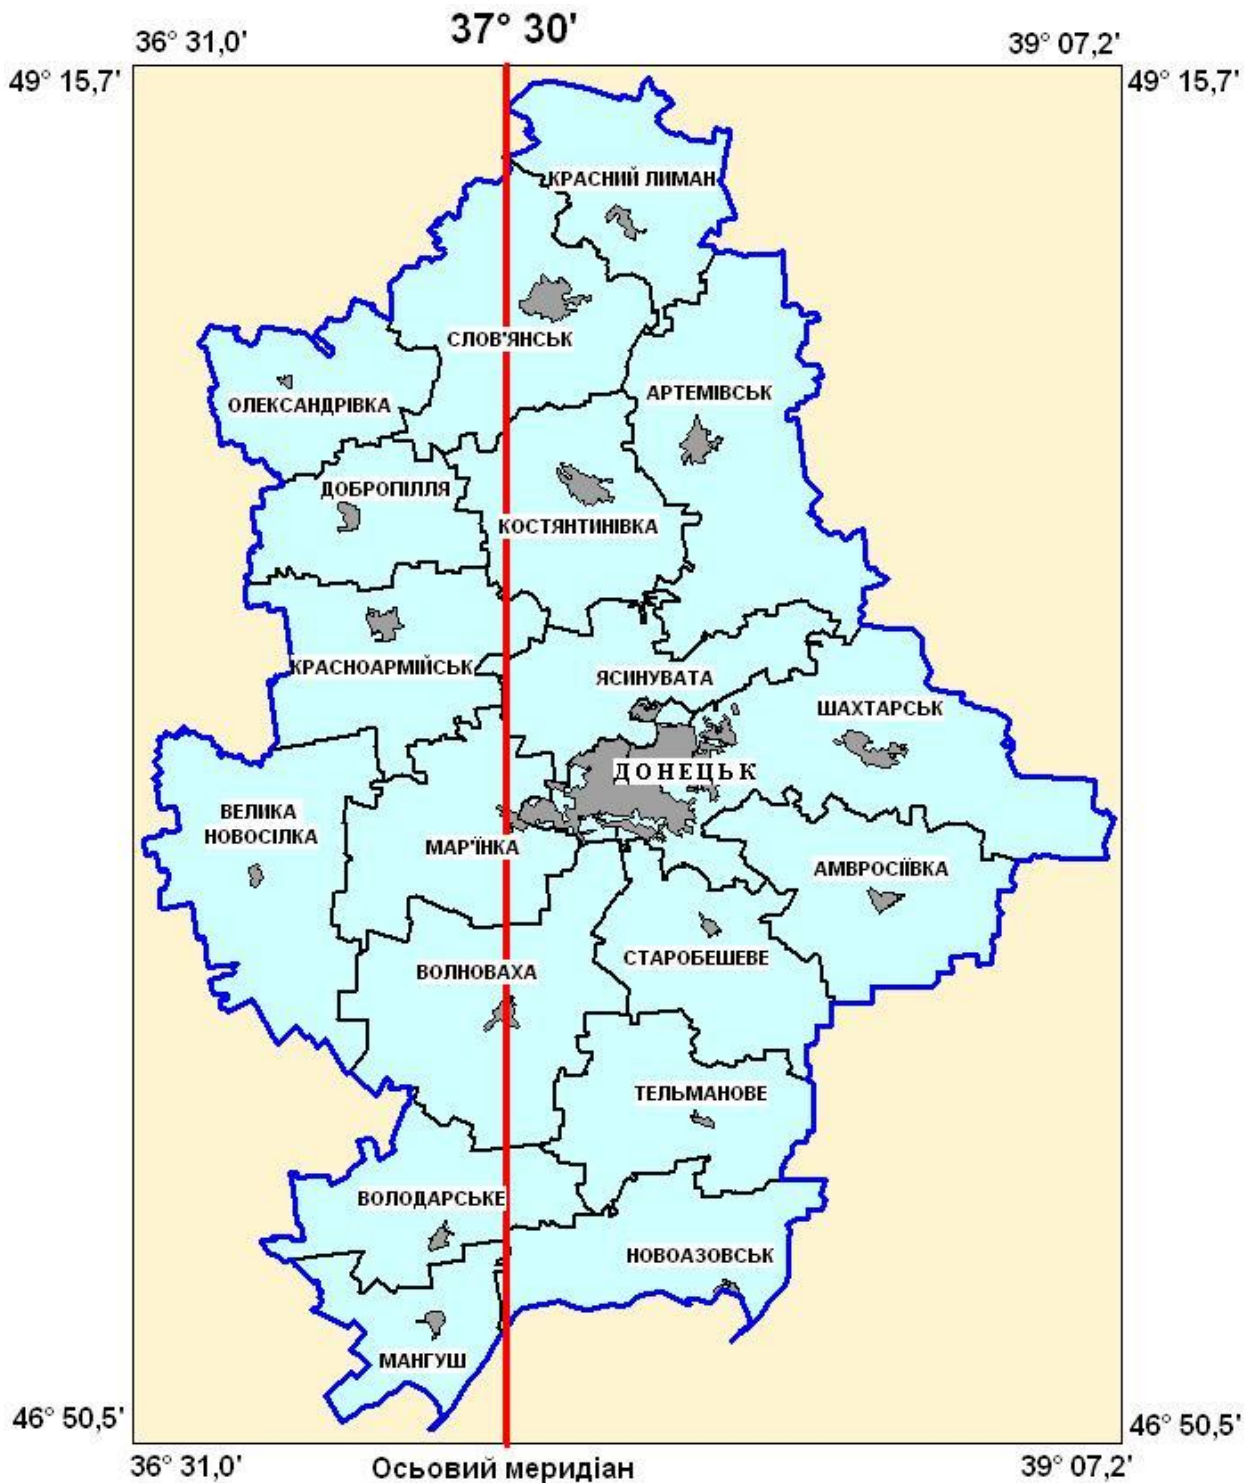 37° 30'
36° 31,0'
39° 07,2'
49° 15,7'
49° 15,7'
КРАСНИЙ ЛИМАН
СЛОВ'ЯНСЬК
АРТЕМІВСЬК
ОЛЕКСАНДРІВКА
ДОБРОПІЛЛЯ
КОСТЯНТИНІВКА
КРАСНОАРМІЙСЬК
ЯСИНУВАТА
ШАХТАРСЬК
ДОНЕЦЬК
ВЕЛИКА
НОВОСІЛКА
МАР'ЇНКА
АМВРОСІЇВКА
СТАРОБЕШЕВЕ
ВОЛНОВАХА
ТЕЛЬМАНОВЕ
ВОЛОДАРСЬКЕ
НОВОАЗОВСЬК
МАНГУШ
46° 50,5'
46° 50,5'
36° 31,0'
Осьовий меридіан
39° 07,2'